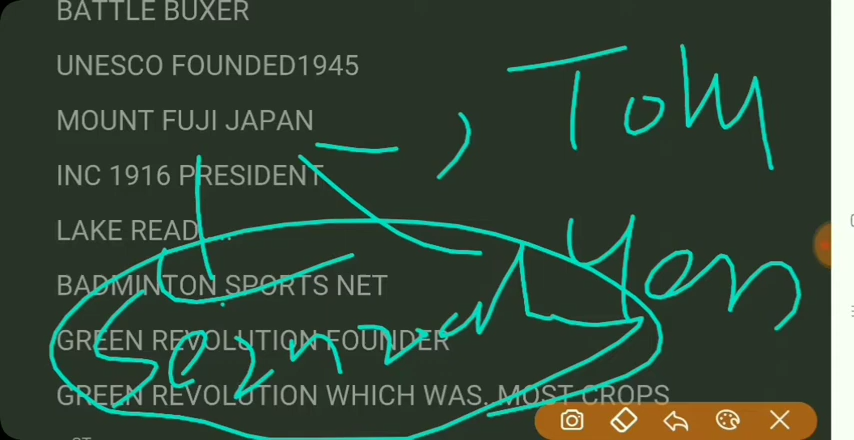 BATTLE BUXER
UNESCO FOUNDED1945
MOUNT FUJI JAPAN
INC 1916 PRESIDENT
LAKE READ ...
BADMINTON SPORTS NET
GREEN REVOLUTION FOUNDER
GREEN REVOLUTION WHICH WAS. MOST CROPS
Yen